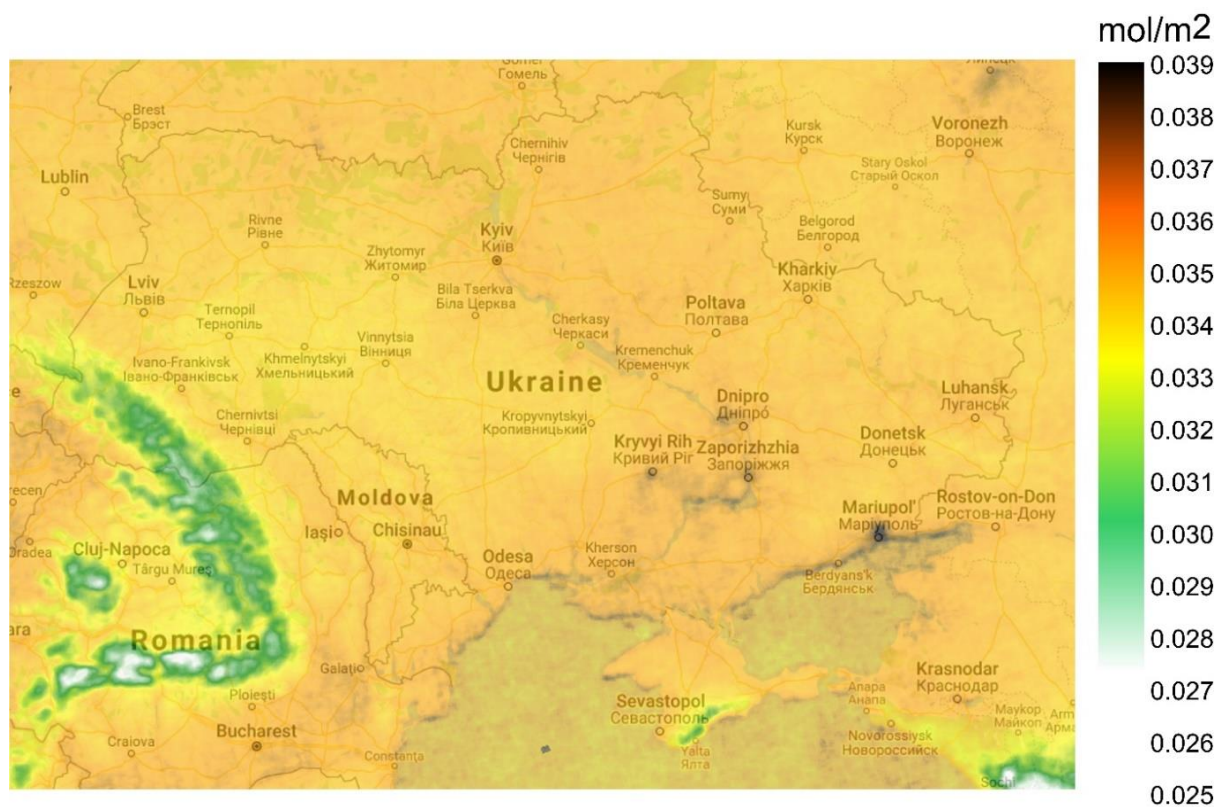 mol/m2
0.039
0.038
0.037
0.036
0.035
0.034
0.033
0.032
0.031
0.030
0.029
0.028
0.027
0.026
0.025
Гомель
Brest
Брэст
Chernihiv
Чернігів
Kursk
Курск
Voronezh
Воронеж
Stary Oskol
Старый Оскол
Lublin
Sumy
Суми
Rivne
Рівне
Kyiv
Київ
Belgorod
Белгород
Zhytomyr
Житомир
Kharkiv
Харків
Rzeszow
Lviv
Львів
Bila Tserkva
Біла Церква
Poltava
Полтава
Ternopil
Тернопіль
Cherkasy
Черкаси
Vinnytsia
Вінниця
Khmelnytskyi
Хмельницький
Ivano-Frankivsk
Івано-Франківськ
Kremenchuk
Кременчук
Ukraine
Luhansk
Луганськ
Dnipro
Дніпро́
Chernivtsi
Чернівці
Kropyvnytskyi
Кропивницький
Kryvyi Rih
Кривий Ріг
Zaporizhzhia
Запоріжжя
Donetsk
Донецьк
Moldova
Mariupol'
Маріуполь
Rostov-on-Don
Ростов-на-Дону
Iași
Chisinau
Cluj-Napoca
Târgu Mureș
Odesa
Одеса
Kherson
Херсон
Berdyans'k
Бердянськ
Romania
Galați
Ploiești
Bucharest
Craiova
Constanța
Sevastopol
Севастополь
Yalta
Ялта
Krasnodar
Краснодар
Anapa
Анапа
Maykop
Майкоп
Novorossiysk
Новороссийск
Sochi